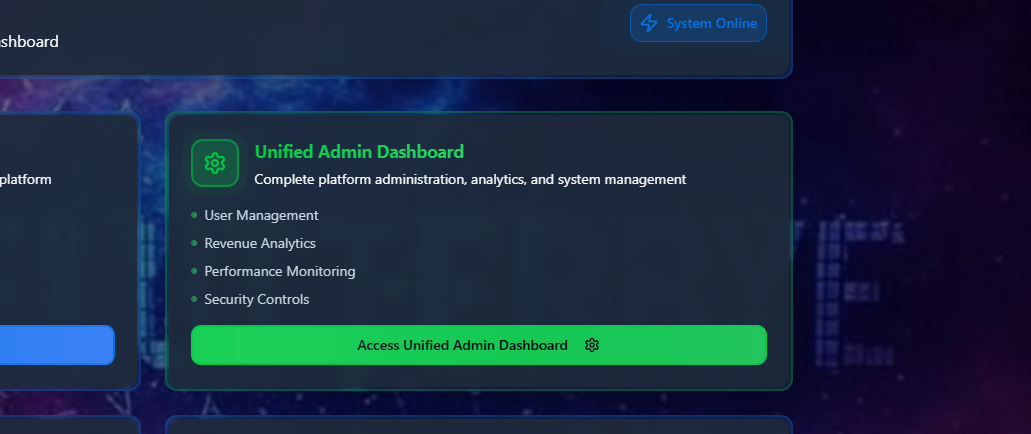 System Online
shboard
Unified Admin Dashboard
platform
Complete platform administration, analytics, and system management
User Management
Revenue Analytics
Performance Monitoring
Security Controls
Access Unified Admin Dashboard